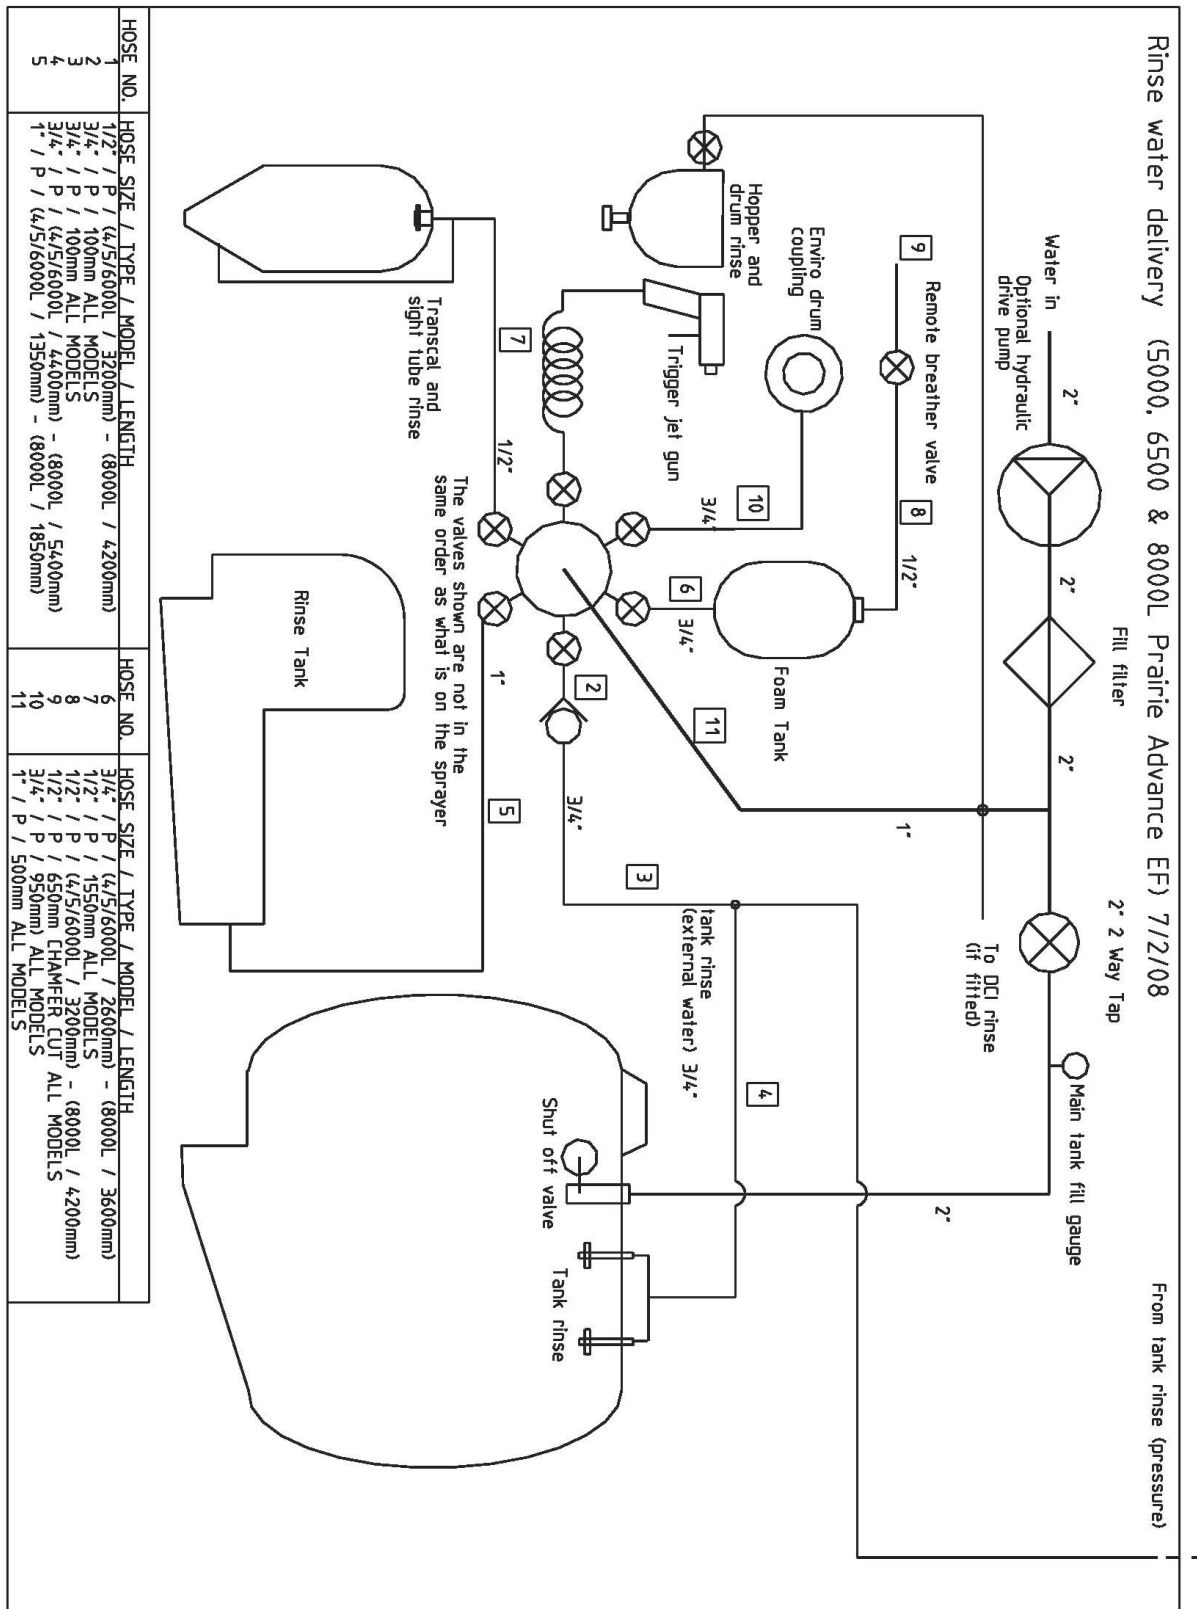 Rinse water delivery (5000, 6500 & 8000L Prairie Advance EF) 7/2/08
From tank rinse (pressure)
Fill filter
2" 2 Way Tap
Main tank fill gauge
2"
2"
2"
Water in
Optional hydraulic
drive pump
To DCI rinse
(if fitted)
2"
1"
Remote breather valve
9
8
1/2"
Enviro drum
coupling
Foam Tank
Hopper and
drum rinse
10
3/4"
11
4
tank rinse
(external water) 3/4"
6
3/4"
Trigger jet gun
3
2
3/4"
Shut off valve
Tank rinse
7
1/2"
1"
5
Transcal and
sight tube rinse
The valves shown are not in the
same order as what is on the sprayer
Rinse Tank
HOSE NO. HOSE SIZE / TYPE / MODEL / LENGTH
1 1/2" / P / (4/5/6000L / 3200mm) - (8000L / 4200mm)
2 3/4" / P / 100mm ALL MODELS
3 3/4" / P / 100mm ALL MODELS
4 3/4" / P / (4/5/6000L / 4400mm) - (8000L / 5400mm)
5 1" / P / (4/5/6000L / 1350mm) - (8000L / 1850mm)
HOSE NO. HOSE SIZE / TYPE / MODEL / LENGTH
6 3/4" / P / (4/5/6000L / 2600mm) - (8000L / 3600mm)
7 1/2" / P / 1550mm ALL MODELS
8 1/2" / P / (4/5/6000L / 3200mm) - (8000L / 4200mm)
9 1/2" / P / 650mm CHAMFER CUT ALL MODELS
10 3/4" / P / 950mm) ALL MODELS
11 1" / P / 500mm ALL MODELS